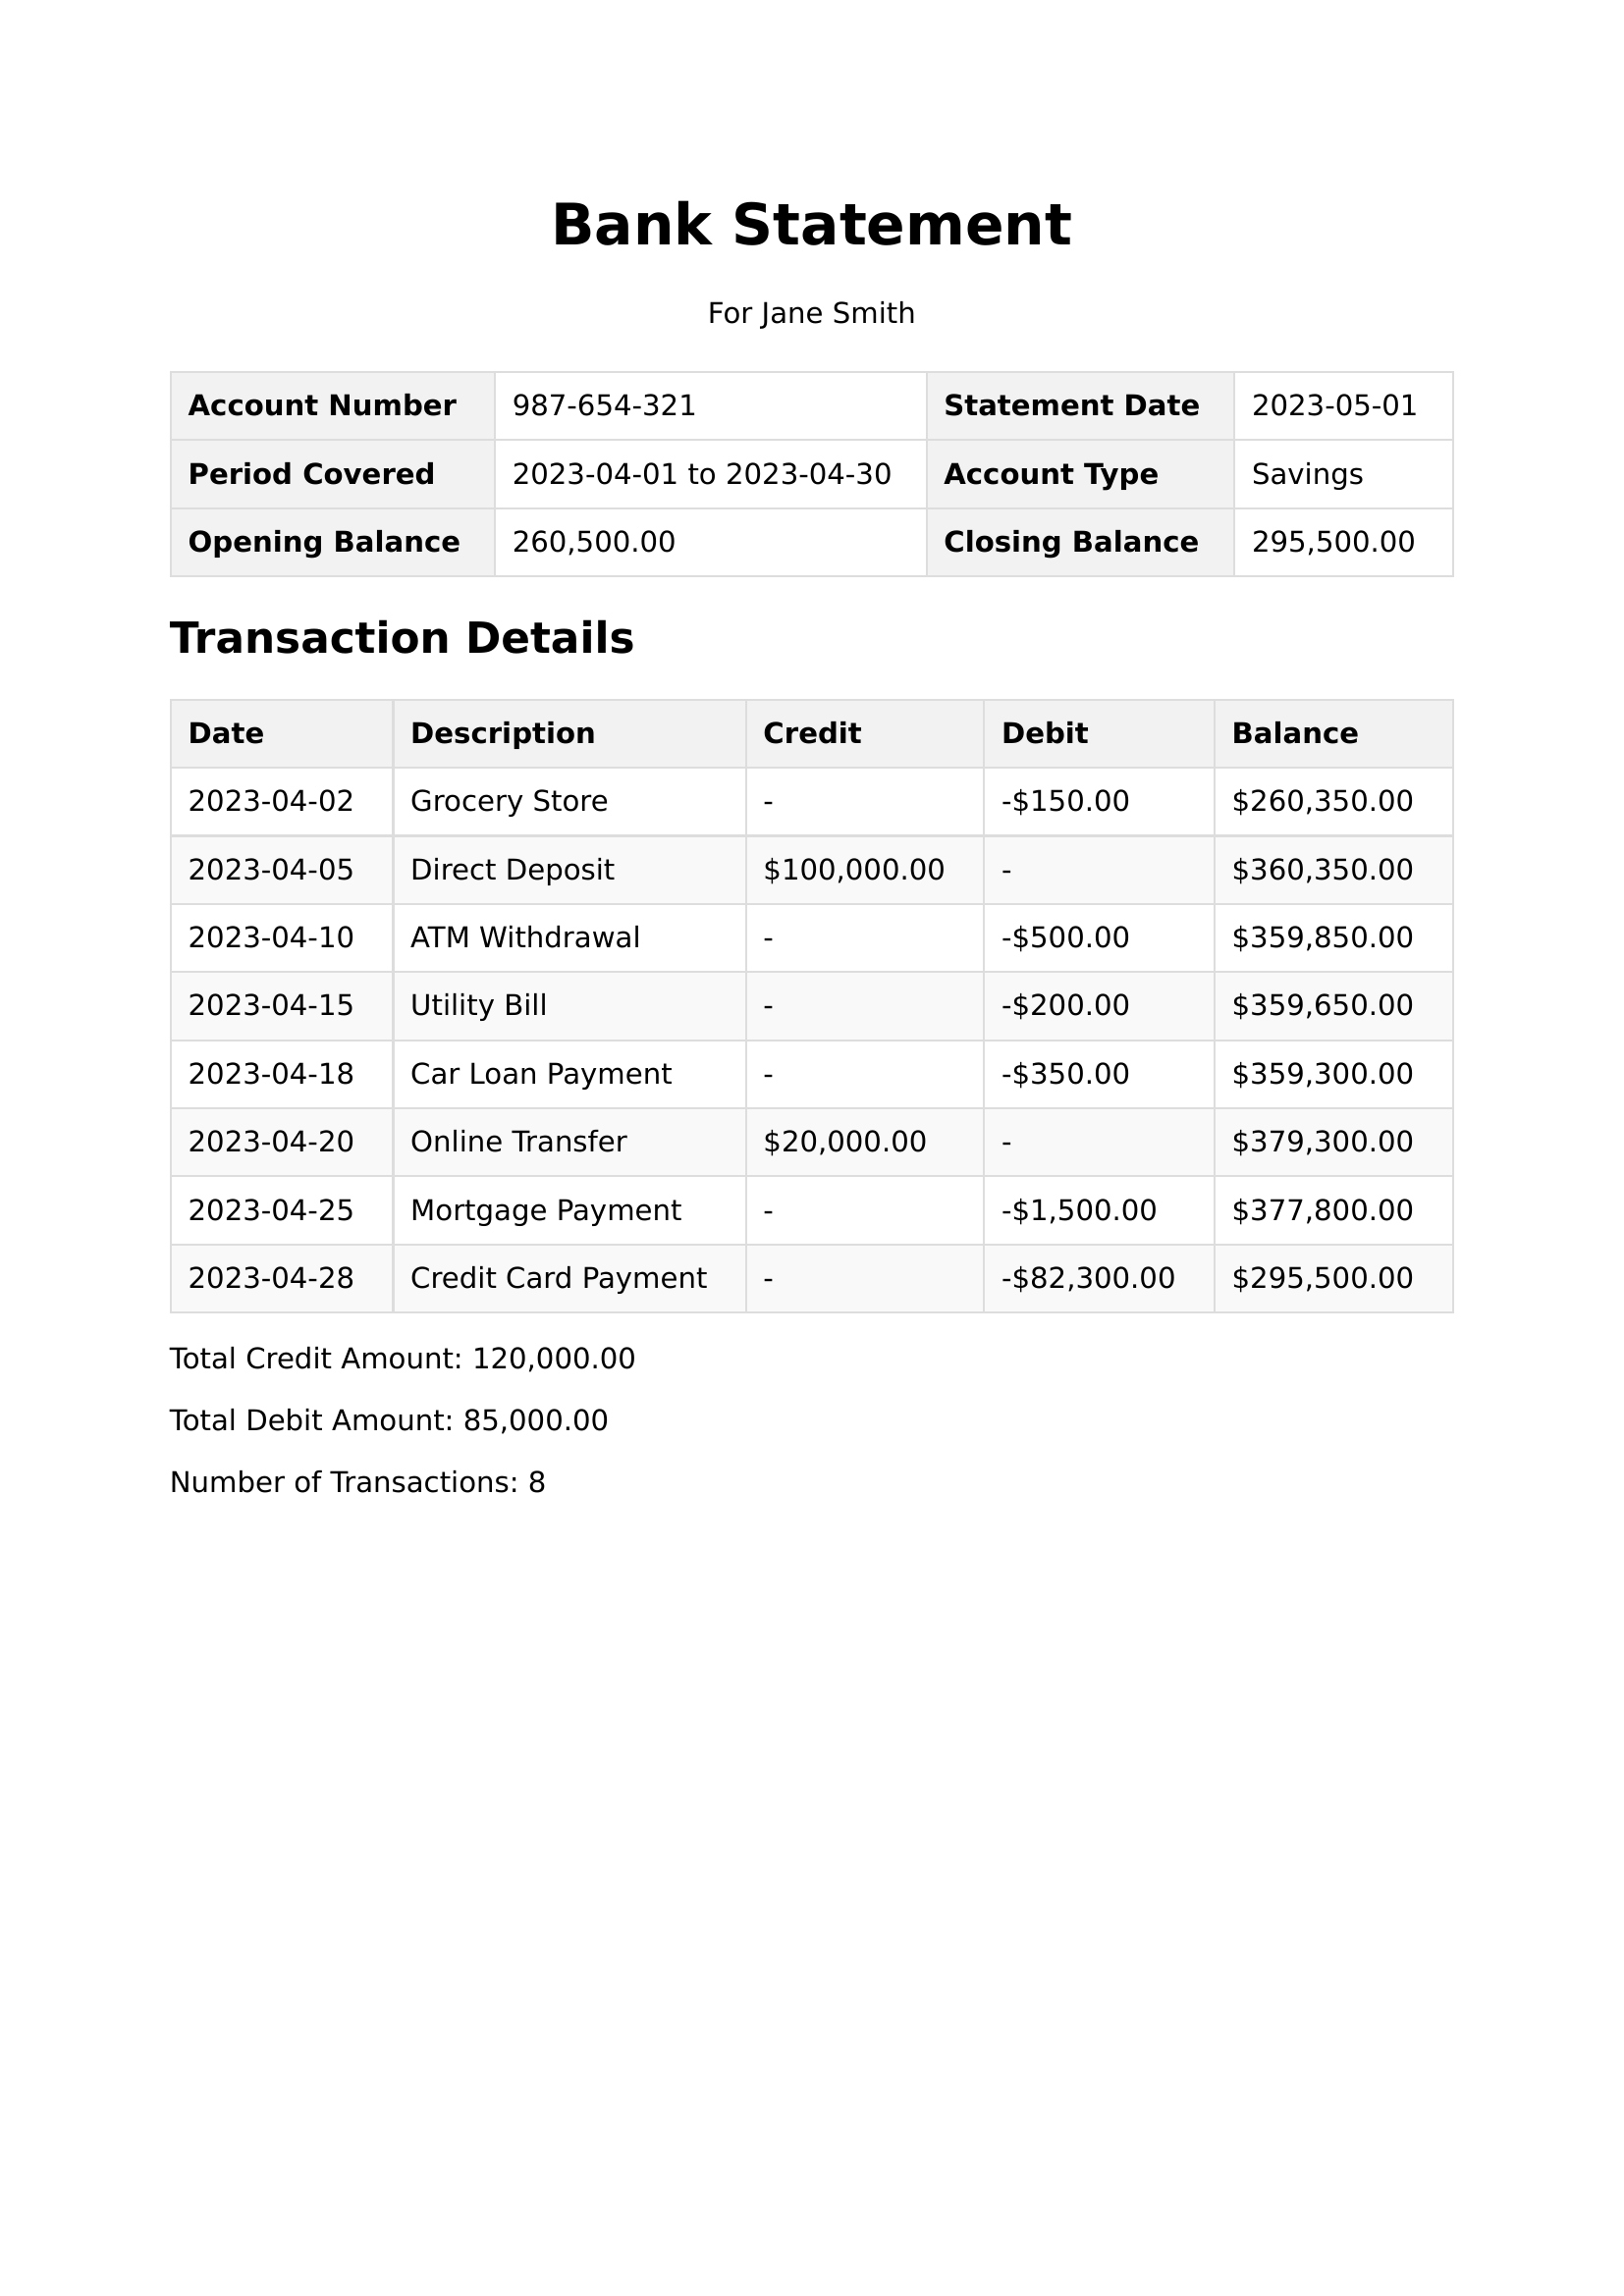 Bank Statement
For Jane Smith
Account Number 987-654-321 Statement Date 2023-05-01
Period Covered 2023-04-01 to 2023-04-30 Account Type Savings
Opening Balance 260,500.00 Closing Balance 295,500.00
Transaction Details
Date Description Credit Debit Balance
2023-04-02 Grocery Store - -$150.00 $260,350.00
2023-04-05 Direct Deposit $100,000.00 - $360,350.00
2023-04-10 ATM Withdrawal - -$500.00 $359,850.00
2023-04-15 Utility Bill - -$200.00 $359,650.00
2023-04-18 Car Loan Payment - -$350.00 $359,300.00
2023-04-20 Online Transfer $20,000.00 - $379,300.00
2023-04-25 Mortgage Payment - -$1,500.00 $377,800.00
2023-04-28 Credit Card Payment - -$82,300.00 $295,500.00
Total Credit Amount: 120,000.00
Total Debit Amount: 85,000.00
Number of Transactions: 8